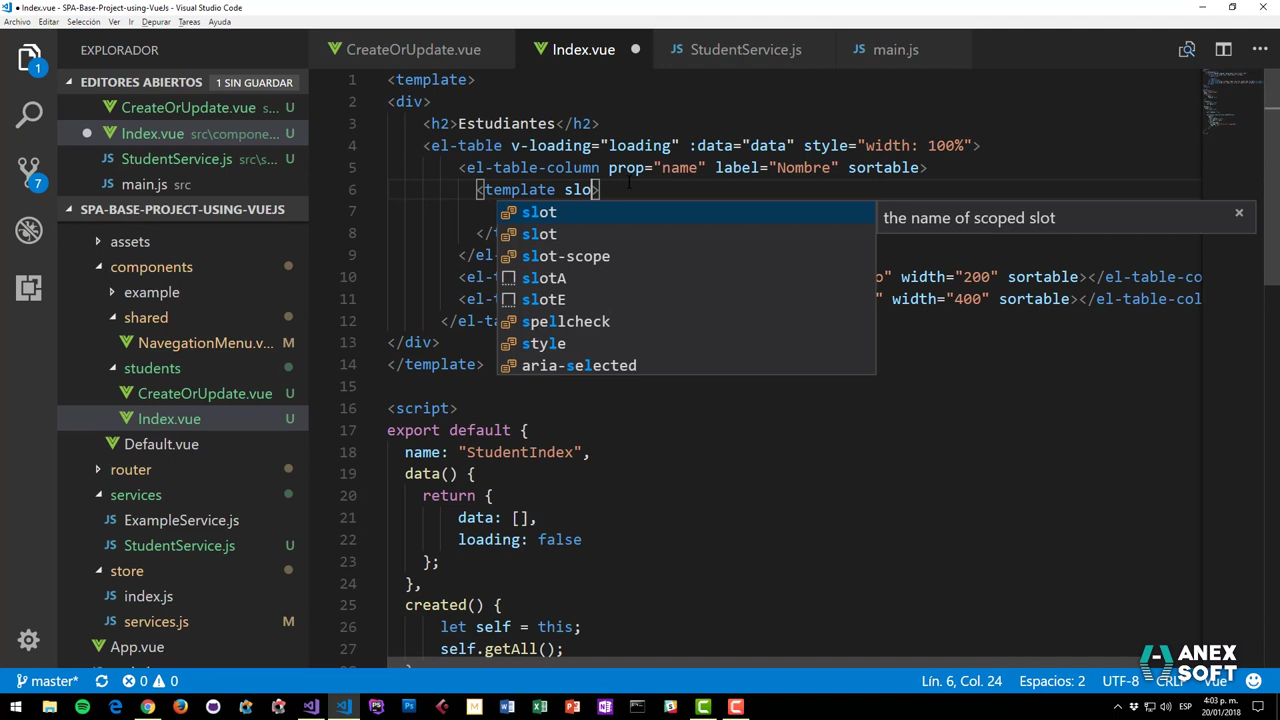 Index.vue - SPA-Base-Project-using-VueJs - Visual Studio Code
Archivo Editar Selección Ver Ir Depurar Tareas Ayuda
EXPLORADOR
EDITORES ABIERTOS 1 SIN GUARDAR
CreateOrUpdate.vue s... U
Index.vue src\compone...
StudentService.js src\s... U
main.js src
SPA-BASE-PROJECT-USING-VUEJS
assets
components
example
shared
NavegationMenu.v... M
students
CreateOrUpdate.vue U
Index.vue U
Default.vue
router
services
ExampleService.js
StudentService.js U
store
index.js
services.js M
App.vue
1
7
CreateOrUpdate.vue Index.vue StudentService.js main.js
1 <template>
2 <div>
3 <h2>Estudiantes</h2>
4 <el-table v-loading="loading" :data="data" style="width: 100%">
5 <el-table-column prop="name" label="Nombre" sortable>
6 <template slo>
7
8 </
9 </el-
10 <el-t o" width="200" sortable></el-table-co
11 <el-t " width="400" sortable></el-table-col
12 </el-ta
13 </div>
14 </template>
15
16 <script>
17 export default {
18 name: "StudentIndex",
19 data() {
20 return {
21 data: [],
22 loading: false
23 };
24 },
25 created() {
26 let self = this;
27 self.getAll();
slot
slot
slot-scope
slotA
slotE
spellcheck
style
aria-selected
the name of scoped slot
ANEX
SOFT
master* 0 0
Lín. 6, Col. 24 Espacios: 2 UTF-8 CRLF Vue
ESP
4:03 p. m.
20/01/2018